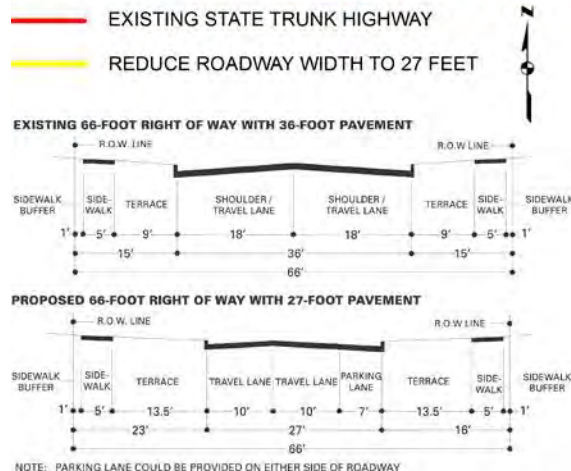 EXISTING STATE TRUNK HIGHWAY
N
REDUCE ROADWAY WIDTH TO 27 FEET
EXISTING 66-FOOT RIGHT OF WAY WITH 36-FOOT PAVEMENT
R.O.W. LINE
R.O.W LINE
SIDEWALK BUFFER
SIDE-WALK
TERRACE
SHOULDER / TRAVEL LANE
SHOULDER / TRAVEL LANE
TERRACE
SIDE-WALK
SIDEWALK BUFFER
1' 5' 9' 18' 18' 9' 5' 1'
15' 36' 15'
66'
PROPOSED 66-FOOT RIGHT OF WAY WITH 27-FOOT PAVEMENT
R.O.W. LINE
R.O.W LINE
SIDEWALK BUFFER
SIDE-WALK
TERRACE
TRAVEL LANE
TRAVEL LANE
PARKING LANE
TERRACE
SIDE-WALK
SIDEWALK BUFFER
1' 5' 13.5' 10' 10' 7' 13.5' 5' 1'
23' 27' 16'
66'
NOTE: PARKING LANE COULD BE PROVIDED ON EITHER SIDE OF ROADWAY